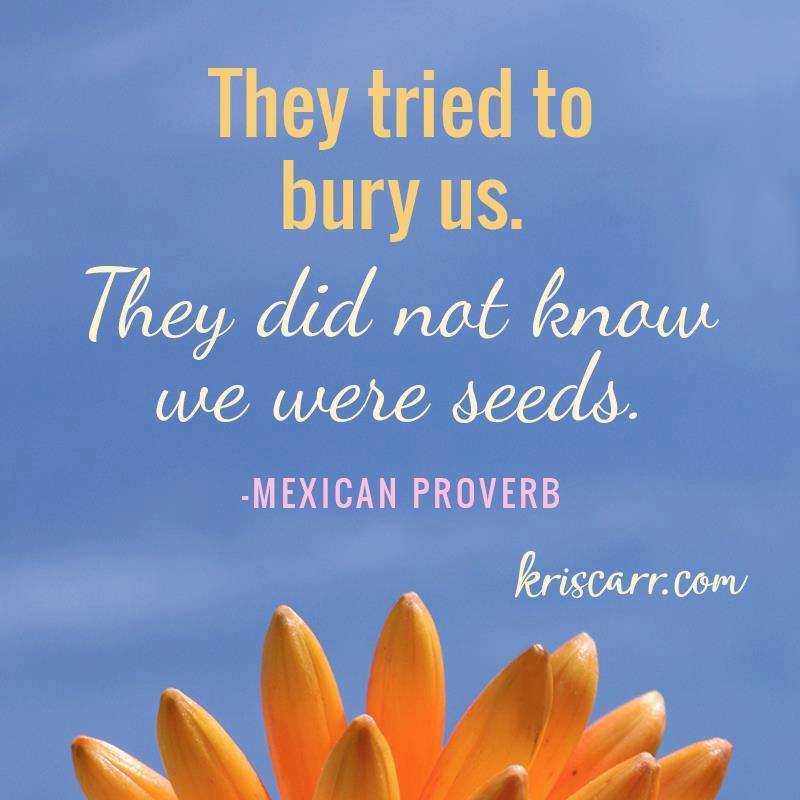 They tried to
bury us.
They did not know
we were seeds.
-MEXICAN PROVERB
kriscarr.com